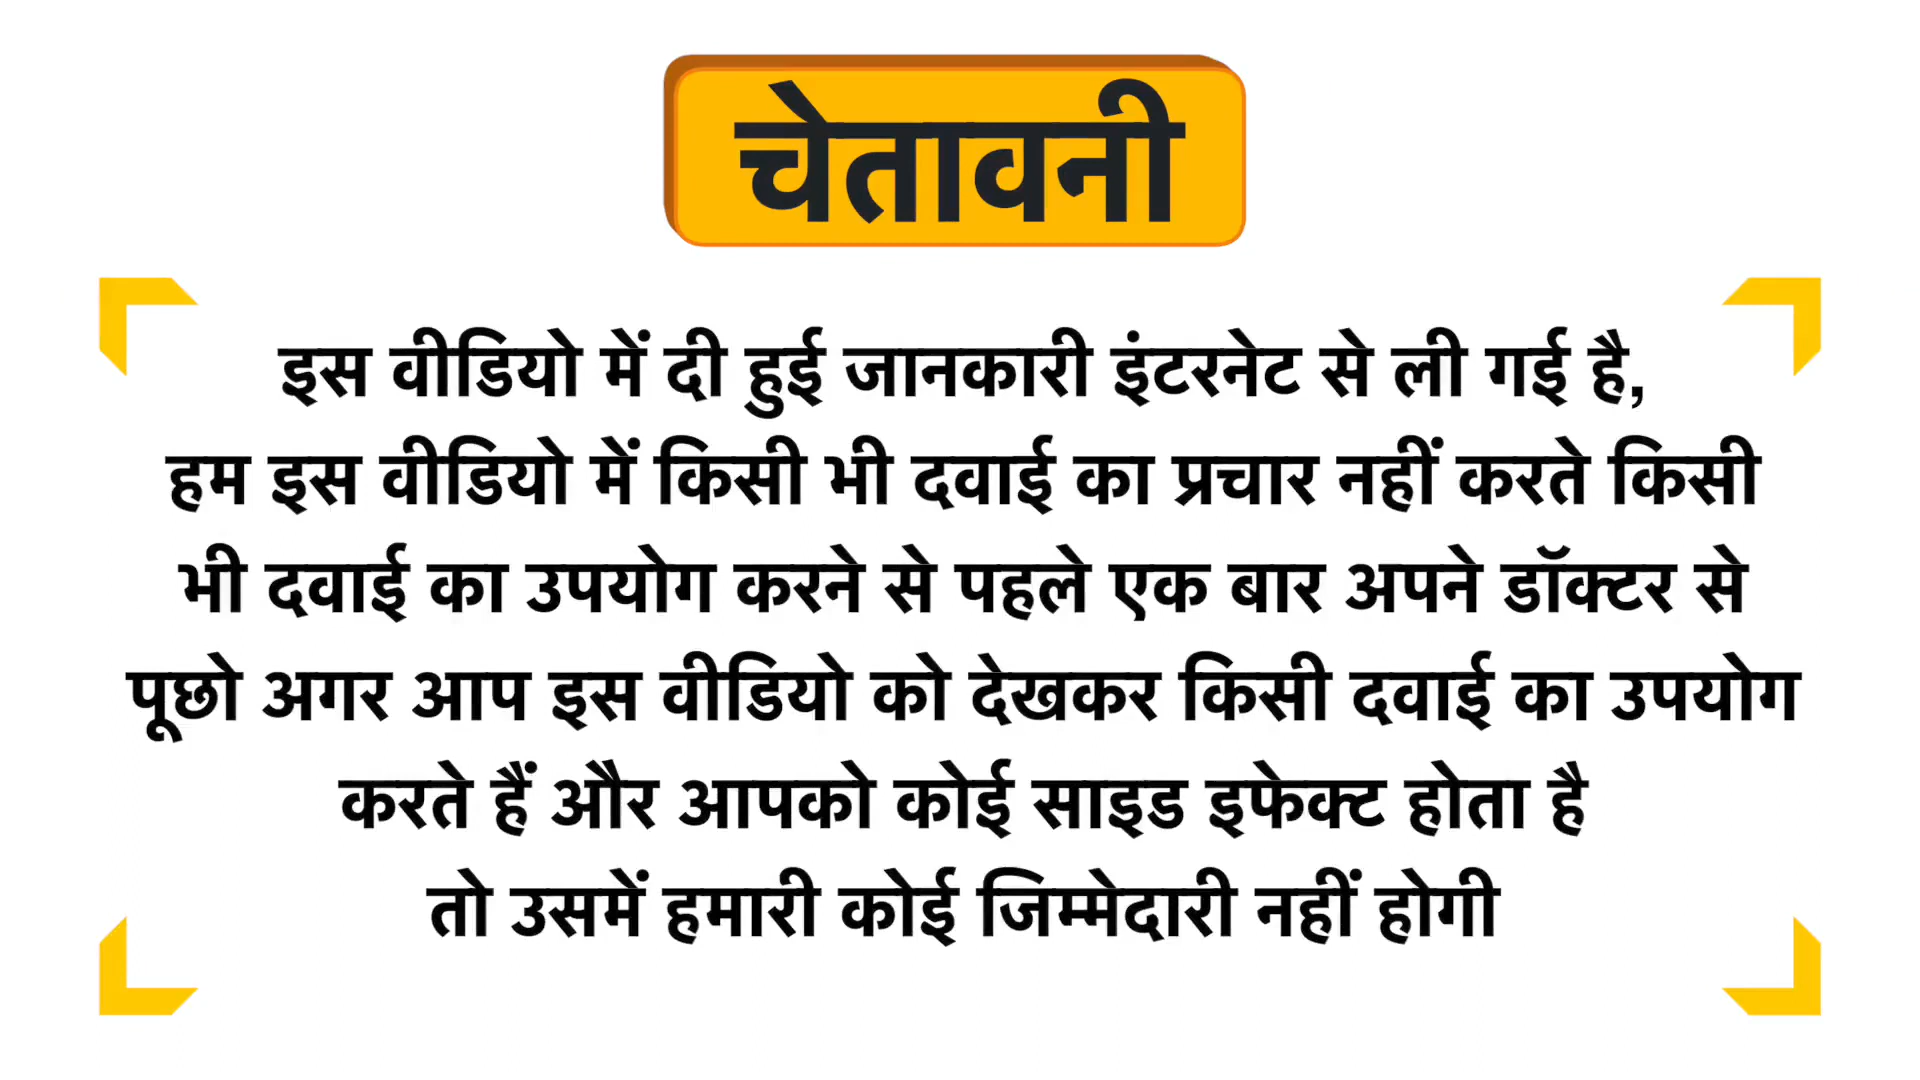 चेतावनी
इस वीडियो में दी हुई जानकारी इंटरनेट से ली गई है,
हम इस वीडियो में किसी भी दवाई का प्रचार नहीं करते किसी
भी दवाई का उपयोग करने से पहले एक बार अपने डॉक्टर से
पूछो अगर आप इस वीडियो को देखकर किसी दवाई का उपयोग
करते हैं और आपको कोई साइड इफेक्ट होता है
तो उसमें हमारी कोई जिम्मेदारी नहीं होगी